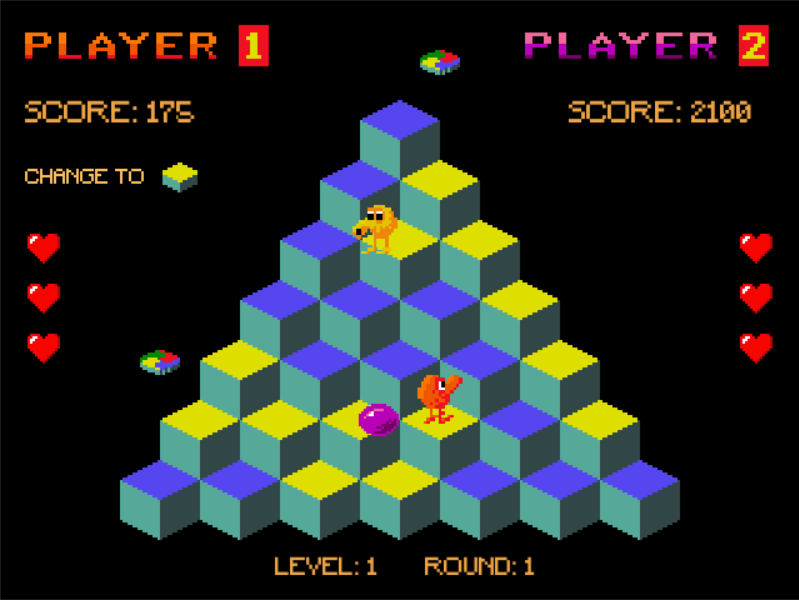 PLAYER 1
PLAYER 2
SCORE: 175
SCORE: 2100
CHANGE TO
LEVEL: 1
ROUND: 1